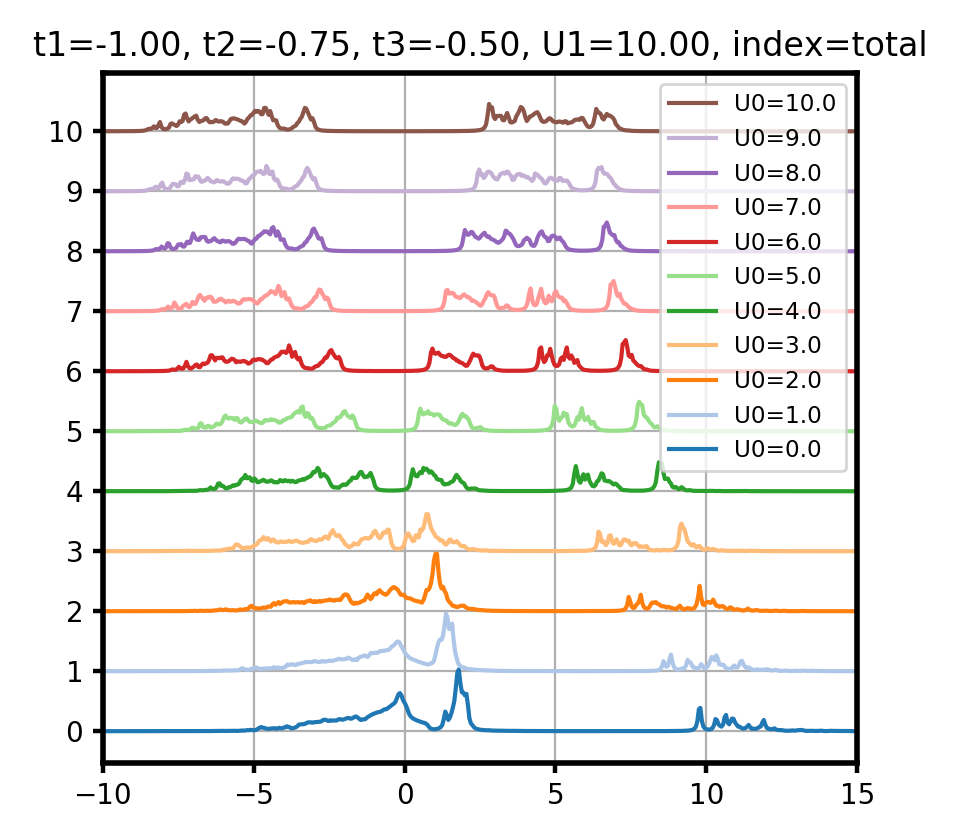 t1=-1.00, t2=-0.75, t3=-0.50, U1=10.00, index=total
10
9
8
7
6
5
4
3
2
1
0
U0=10.0
U0=9.0
U0=8.0
U0=7.0
U0=6.0
U0=5.0
U0=4.0
U0=3.0
U0=2.0
U0=1.0
U0=0.0
−10
−5
0
5
10
15